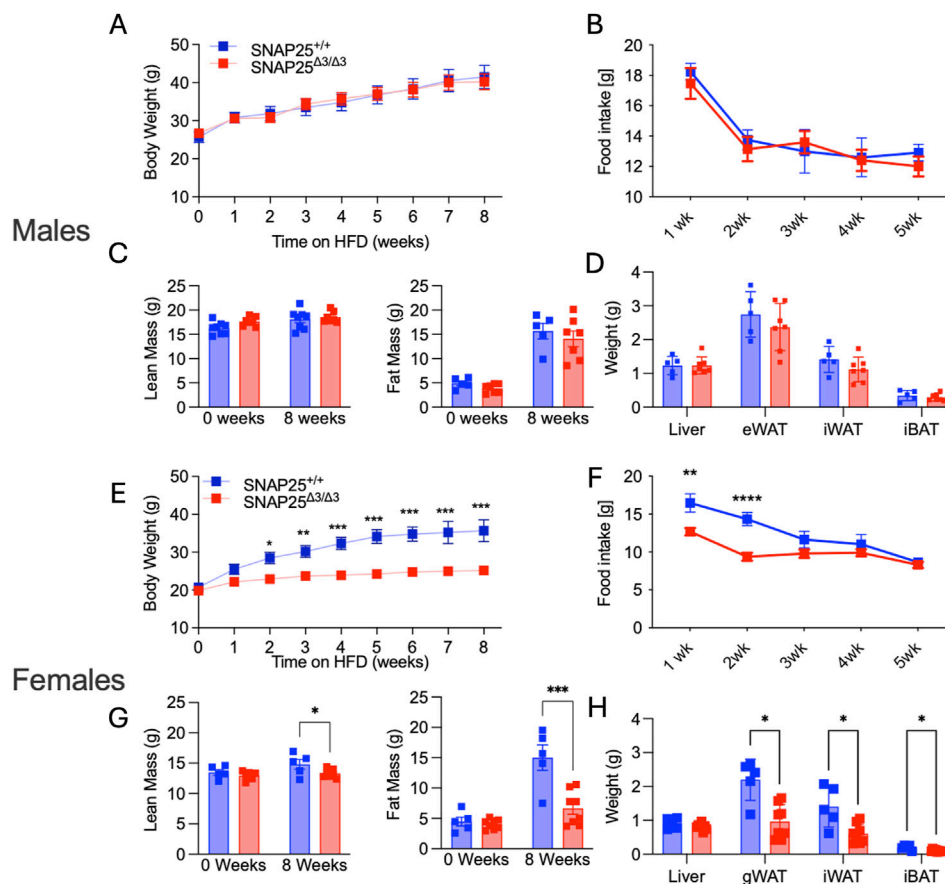 Males
A
SNAP25+/+
SNAP25Δ3/Δ3
Body Weight (g)
50
40
30
20
10
0 1 2 3 4 5 6 7 8
Time on HFD (weeks)
B
Food intake [g]
20
18
16
14
12
10
1 wk 2wk 3wk 4wk 5wk
C
Lean Mass (g)
25
20
15
10
5
0
0 weeks 8 weeks
Fat Mass (g)
25
20
15
10
5
0
0 weeks 8 weeks
D
Weight (g)
4
3
2
1
0
Liver eWAT iWAT iBAT
Females
E
SNAP25+/+
SNAP25Δ3/Δ3
Body Weight (g)
50
40
30
20
10
* ** *** *** *** *** ***
0 1 2 3 4 5 6 7 8
Time on HFD (weeks)
F
Food intake [g]
20
15
10
5
0
** ****
1 wk 2wk 3wk 4wk 5wk
G
Lean Mass (g)
25
20
15
10
5
0
*
0 Weeks 8 Weeks
Fat Mass (g)
25
20
15
10
5
0
***
0 Weeks 8 Weeks
H
Weight (g)
4
3
2
1
0
* * *
Liver gWAT iWAT iBAT